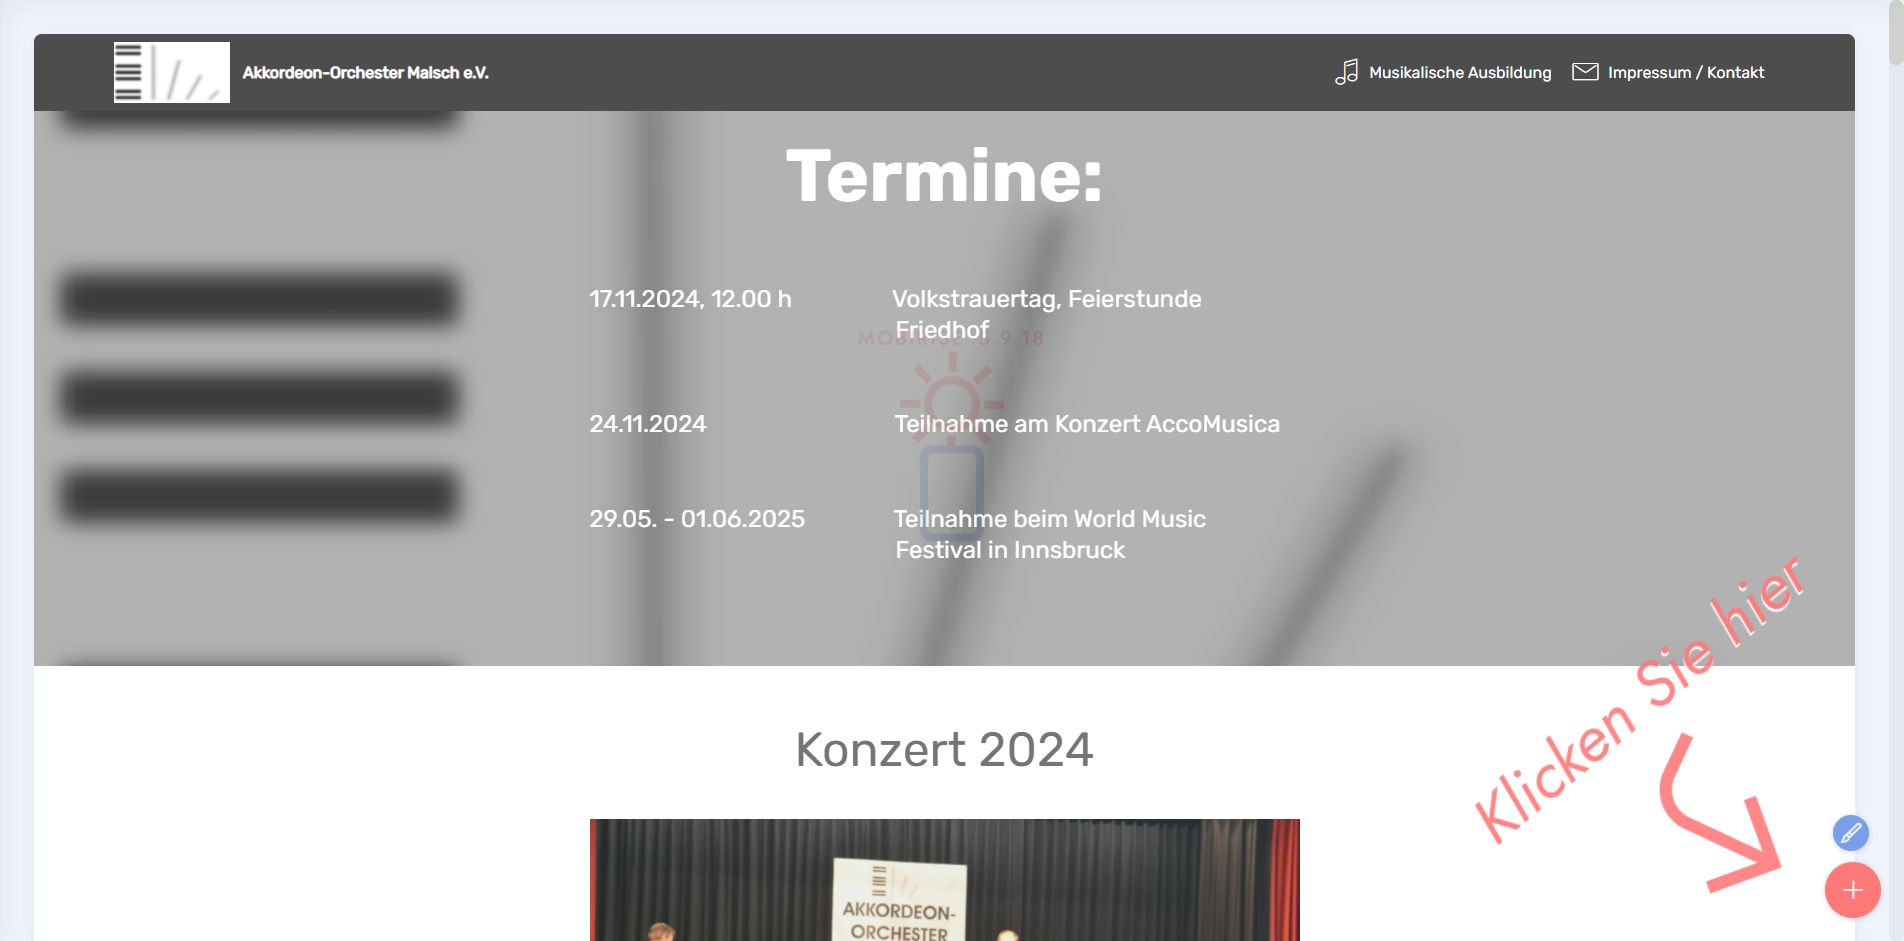 Akkordeon-Orchester Malsch e.V.
Musikalische Ausbildung
Impressum / Kontakt
Termine:
17.11.2024, 12.00 h
Volkstrauertag, Feierstunde
Friedhof
MOBIRISE 5.9.18
24.11.2024
Teilnahme am Konzert AccoMusica
29.05. - 01.06.2025
Teilnahme beim World Music
Festival in Innsbruck
Klicken Sie hier
Konzert 2024
AKKORDEON-
ORCHESTER